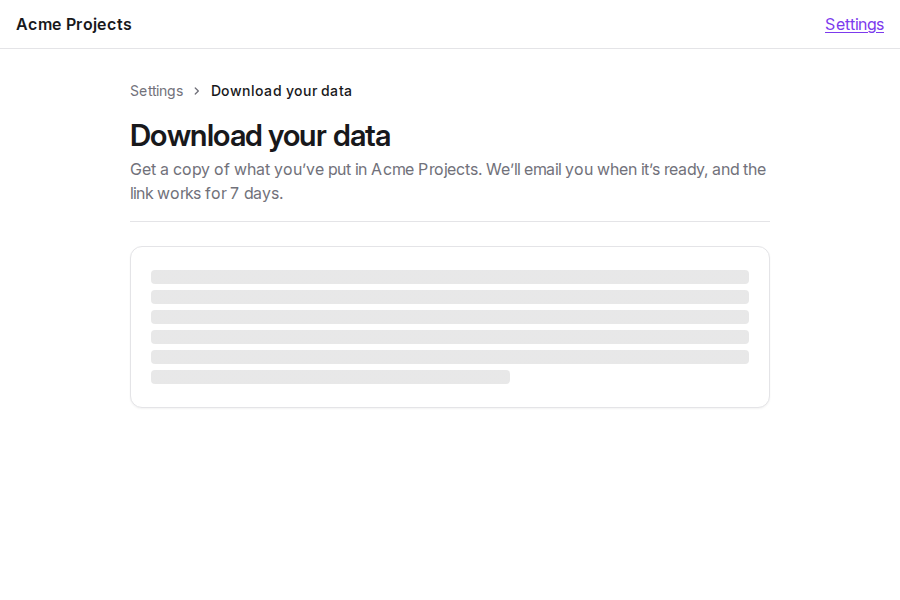 Acme Projects
Settings
Settings > Download your data
Download your data
Get a copy of what you’ve put in Acme Projects. We’ll email you when it’s ready, and the
link works for 7 days.